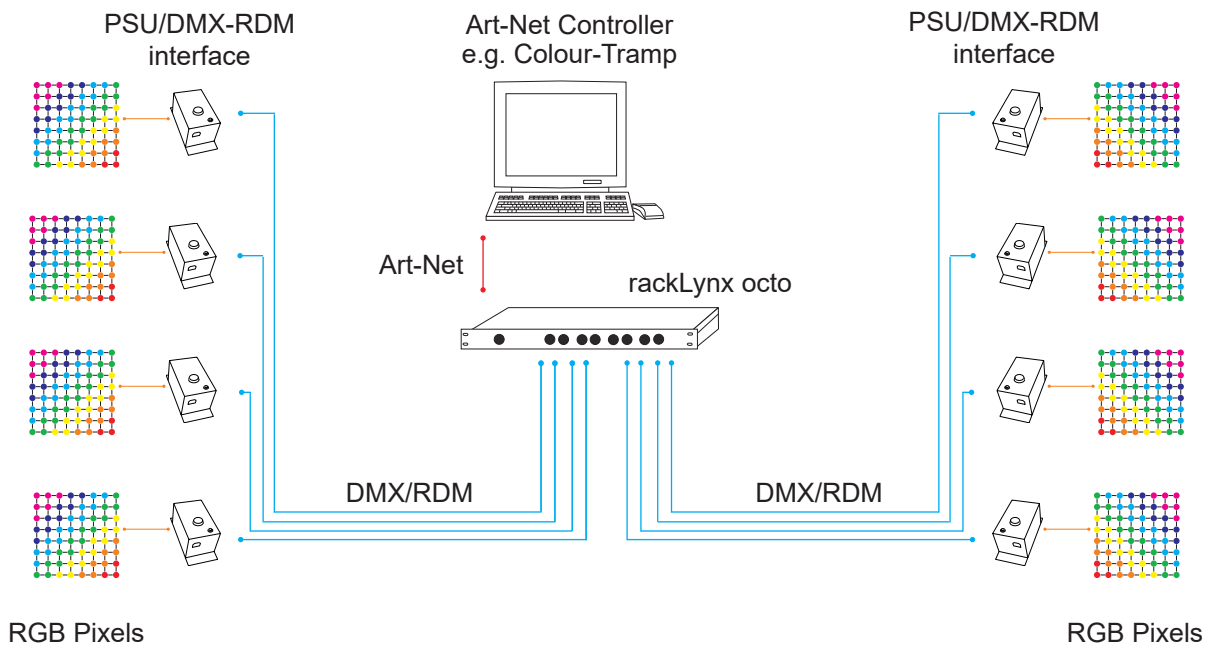 PSU/DMX-RDM
interface
Art-Net Controller
e.g. Colour-Tramp
PSU/DMX-RDM
interface
Art-Net
rackLynx octo
DMX/RDM
DMX/RDM
RGB Pixels
RGB Pixels